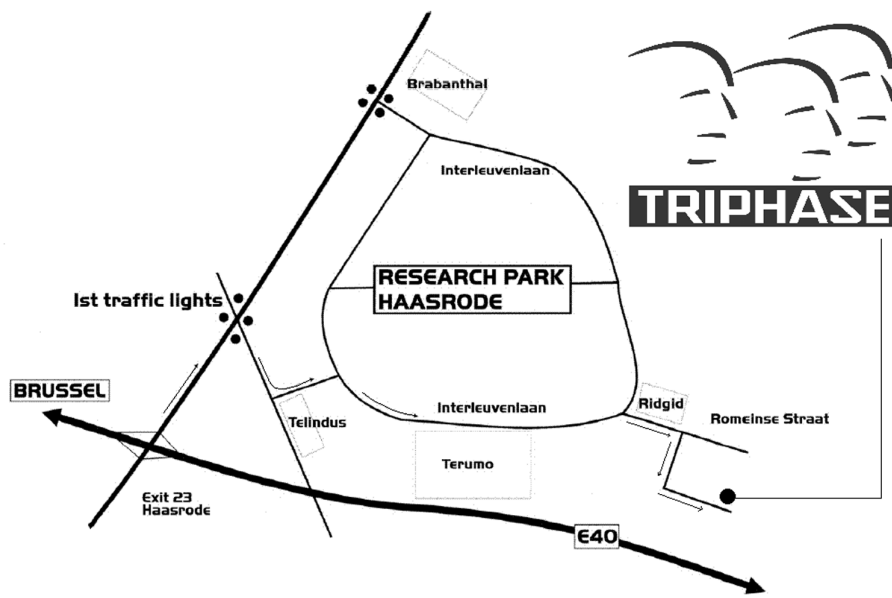 Brabanthal
Interleuvenlaan
TRIPHASE
RESEARCH PARK
HAASRODE
1st traffic lights
BRUSSEL
Telindus
Interleuvenlaan
Ridgid
Romeinse Straat
Terumo
Exit 23
Haasrode
E40